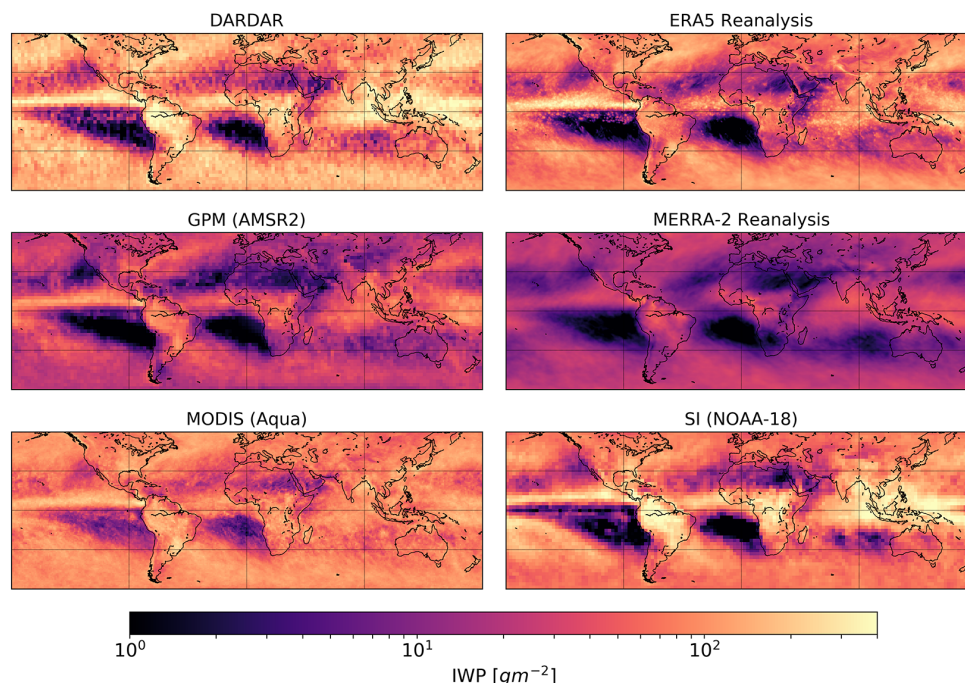 DARDAR
ERA5 Reanalysis
GPM (AMSR2)
MERRA-2 Reanalysis
MODIS (Aqua)
SI (NOAA-18)
10⁰ 10¹ 10²
IWP [gm⁻²]